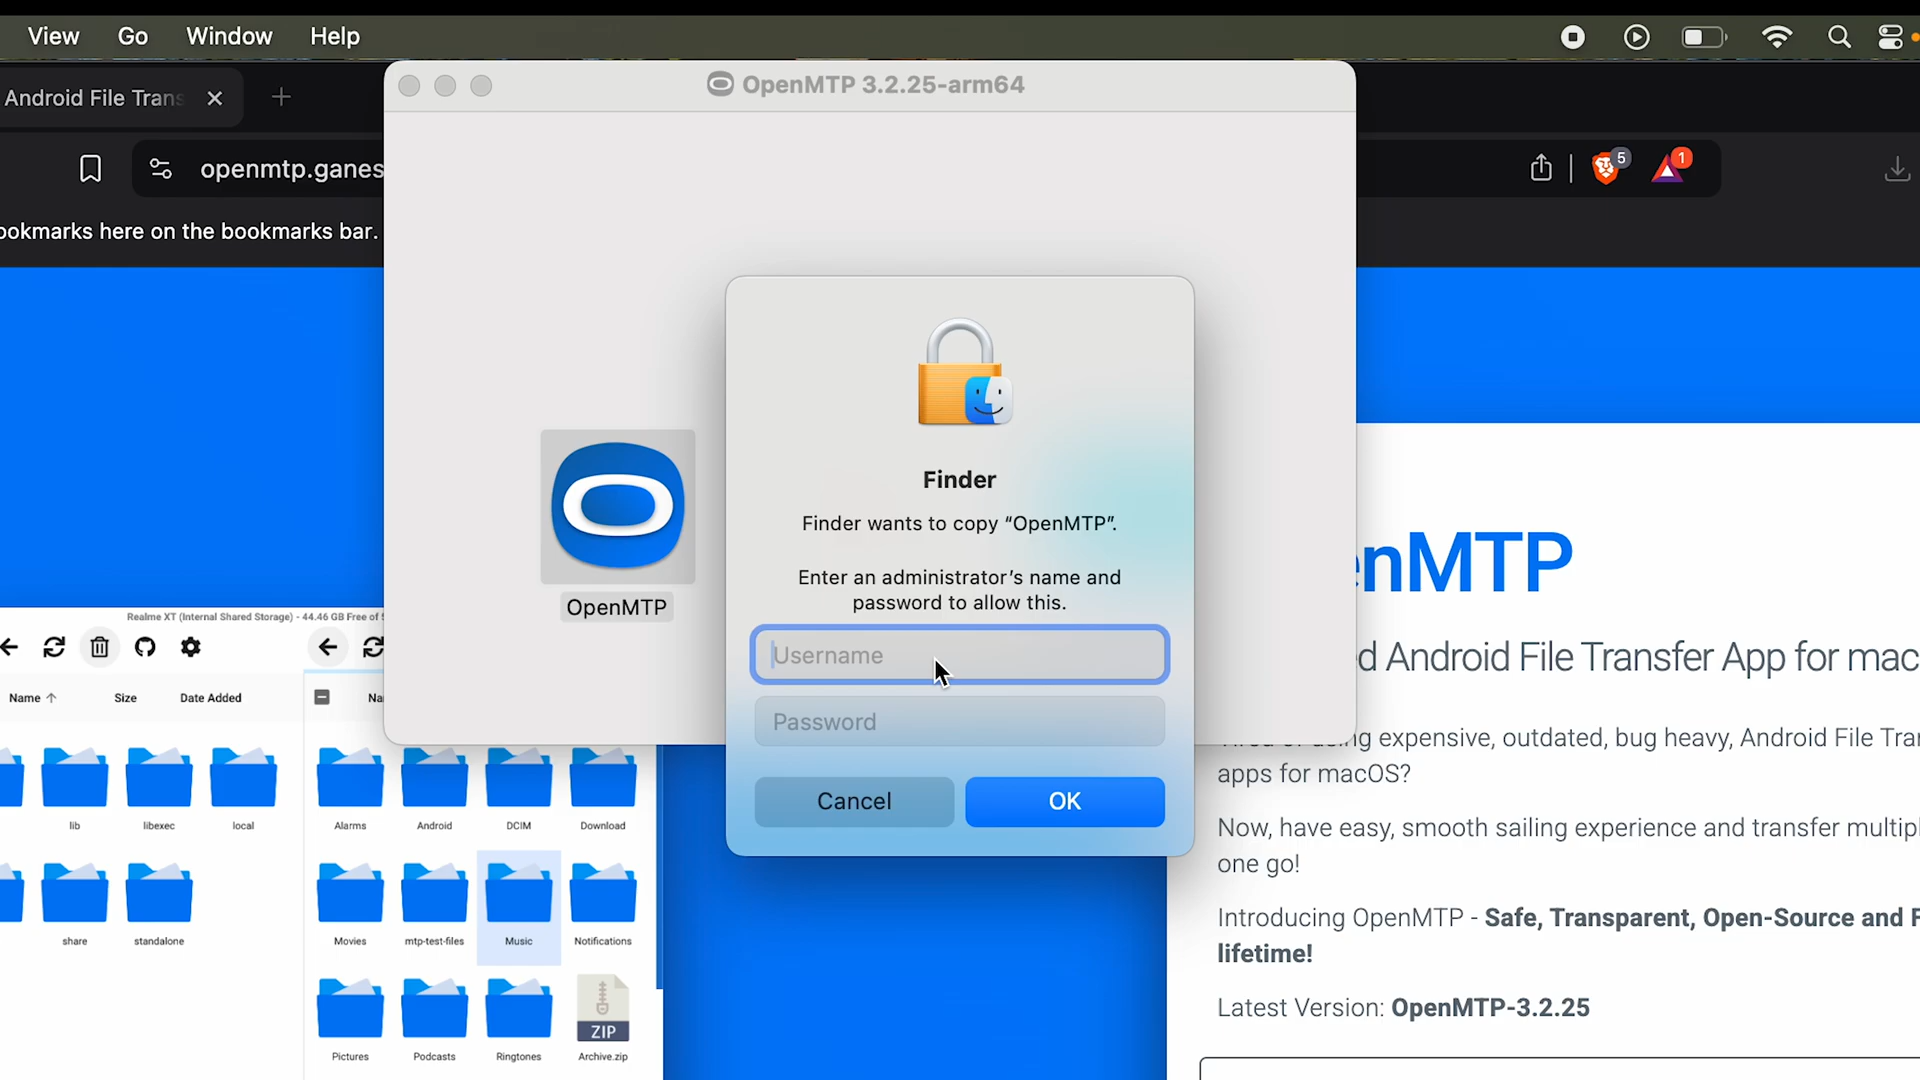 View Go Window Help
Android File Trans
openmtp.ganes
5
1
ookmarks here on the bookmarks bar.
OpenMTP 3.2.25-arm64
OpenMTP
Finder
Finder wants to copy “OpenMTP”.
Enter an administrator’s name and
password to allow this.
Username
Password
Cancel OK
Realme XT (Internal Shared Storage) - 44.46 GB Free of
Name Size Date Added
Na
lib libexec local
share standalone
Alarms Android DCIM Download
Movies mtp-test-files Music Notifications
ZIP
Pictures Podcasts Ringtones Archive.zip
enMTP
d Android File Transfer App for mac
expensive, outdated, bug heavy, Android File Tra
apps for macOS?
Now, have easy, smooth sailing experience and transfer multipl
one go!
Introducing OpenMTP - Safe, Transparent, Open-Source and F
lifetime!
Latest Version: OpenMTP-3.2.25